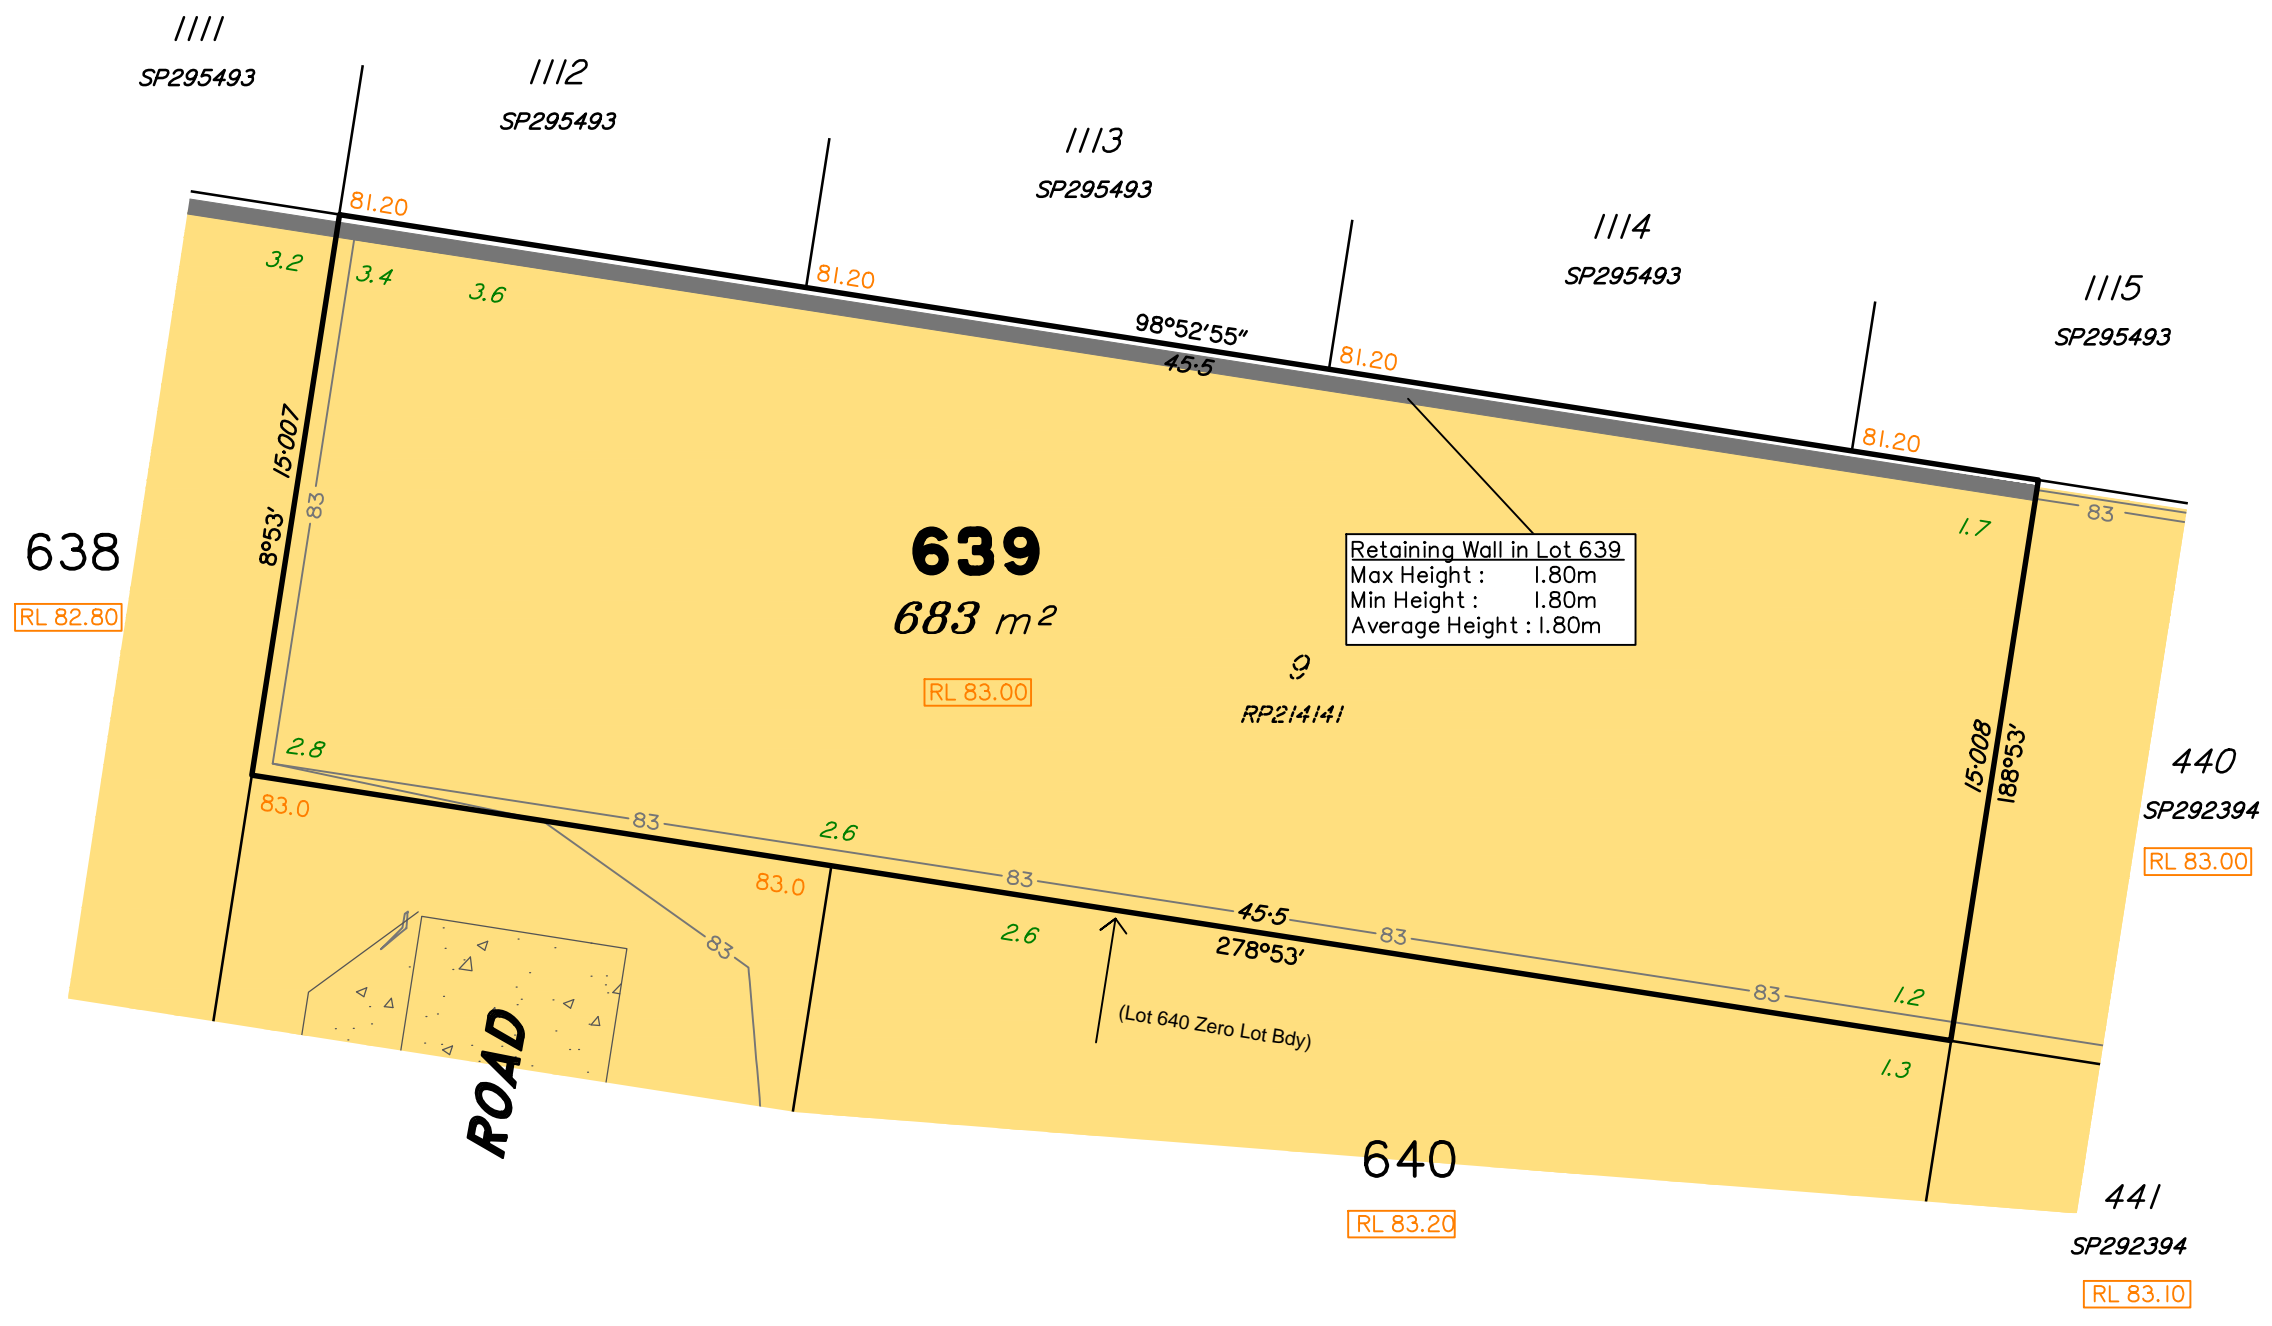 1111
SP295493
1112
SP295493
1113
SP295493
1114
SP295493
1115
SP295493
81.20
81.20
81.20
81.20
98°52'55"
45·5
3.2
3.4
3.6
1.7
83
83
15·007
8°53'
638
RL 82.80
639
683 m²
RL 83.00
Retaining Wall in Lot 639
Max Height : 1.80m
Min Height : 1.80m
Average Height : 1.80m
9
RP214141
15·008
188°53'
440
SP292394
RL 83.00
2.8
83.0
83
2.6
83.0
83
2.6
45·5
278°53'
83
83
1.2
1.3
83
(Lot 640 Zero Lot Bdy)
ROAD
640
RL 83.20
441
SP292394
RL 83.10